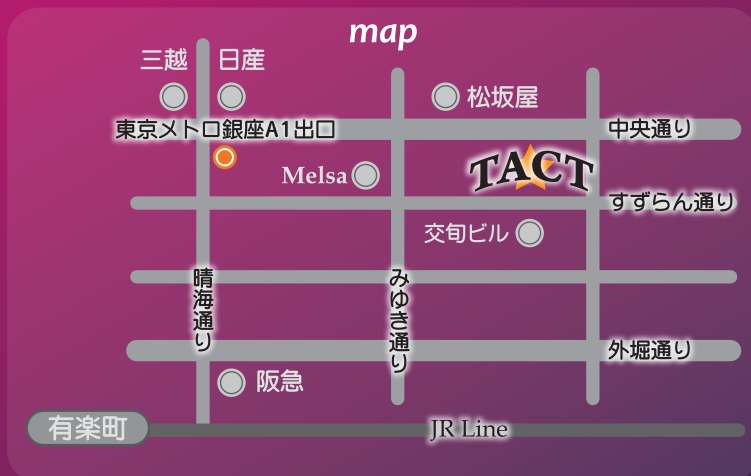 map
三越
日産
松坂屋
東京メトロ銀座A1出口
中央通り
Melsa
TACT
すずらん通り
交旬ビル
晴海通り
みゆき通り
外堀通り
阪急
有楽町
JR Line